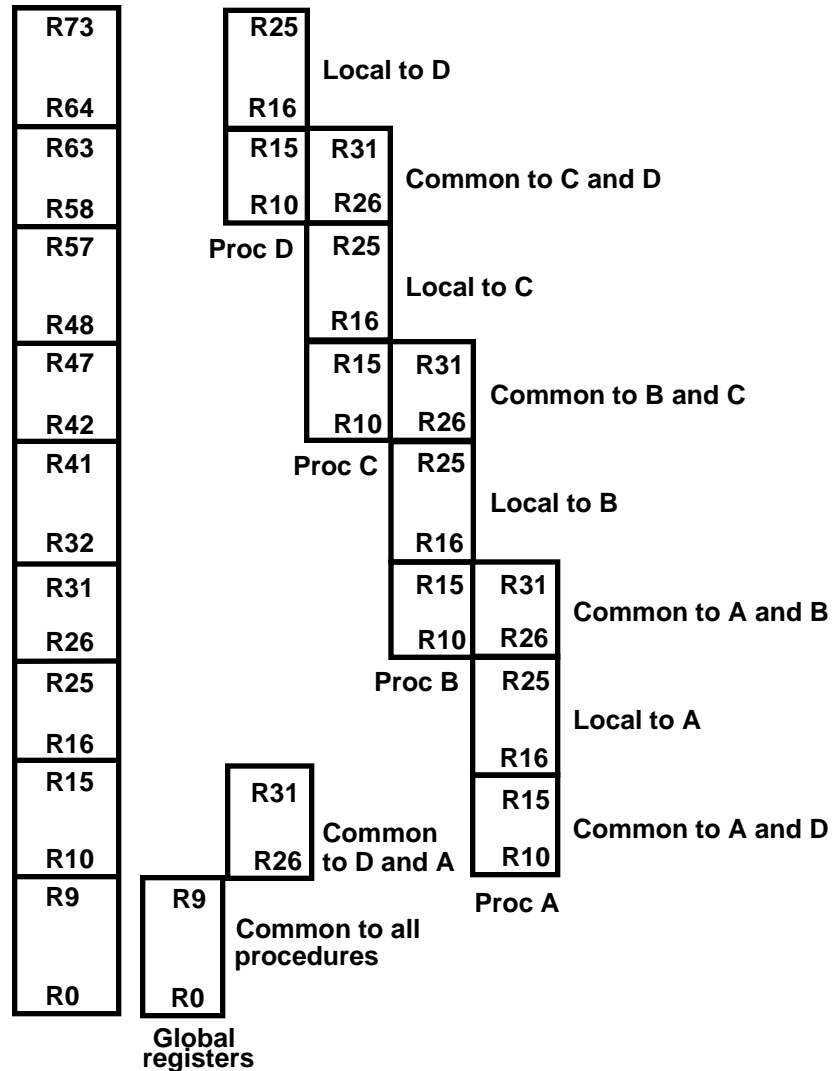 R73 R25
Local to D
R64 R16
R63 R15 R31
Common to C and D
R58 R10 R26
R57 Proc D R25
Local to C
R48 R16
R47 R15 R31
Common to B and C
R42 R10 R26
R41 Proc C R25
Local to B
R32 R16
R31 R15 R31
Common to A and B
R26 R10 R26
R25 Proc B R25
Local to A
R16 R16
R15 R31 R15
Common Common to A and D
R10 R26 to D and A R10
R9 R9 Proc A
Common to all
procedures
R0 R0
Global
registers